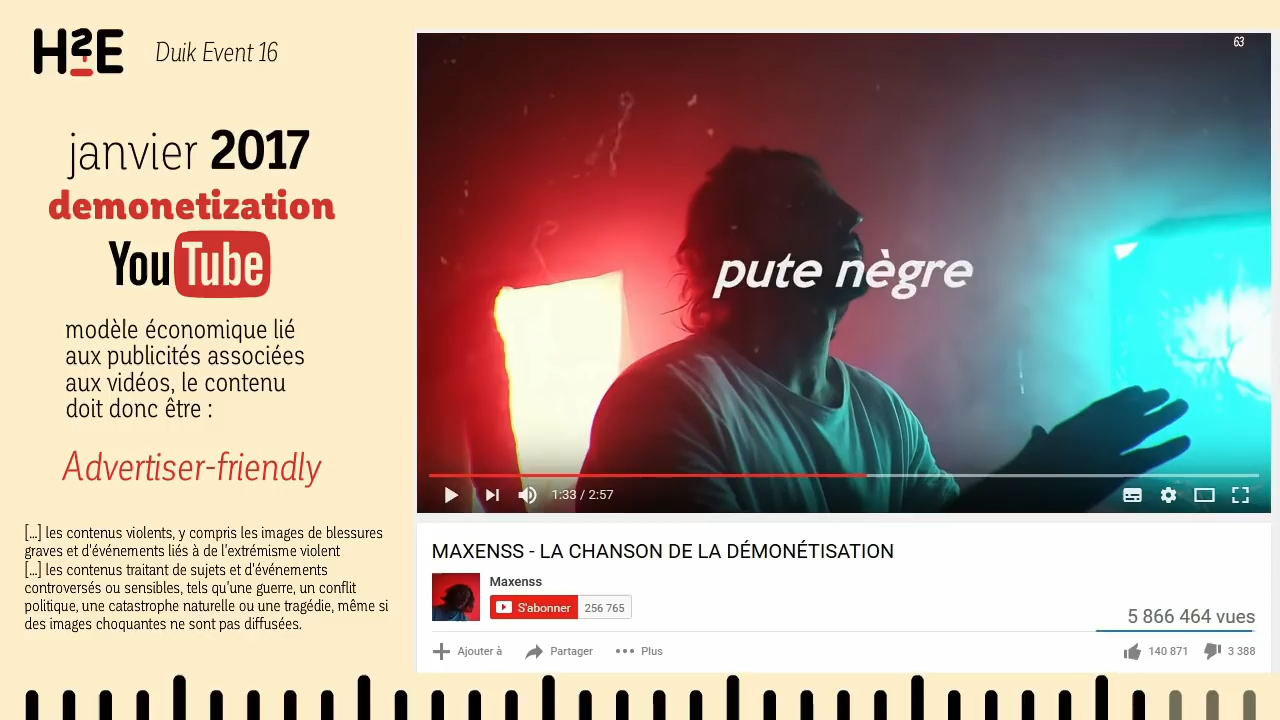 H2E
Duik Event 16
janvier 2017
demonetization
YouTube
modèle économique lié
aux publicités associées
aux vidéos, le contenu
doit donc être :
Advertiser-friendly
[...] les contenus violents, y compris les images de blessures
graves et d'événements liés à de l'extrémisme violent
[...] les contenus traitant de sujets et d'événements
controversés ou sensibles, tels qu'une guerre, un conflit
politique, une catastrophe naturelle ou une tragédie, même si
des images choquantes ne sont pas diffusées.
63
pute nègre
1:33 / 2:57
MAXENSS - LA CHANSON DE LA DÉMONÉTISATION
Maxenss
S'abonner 256 765
5 866 464 vues
Ajouter à Partager Plus 140 871 3 388